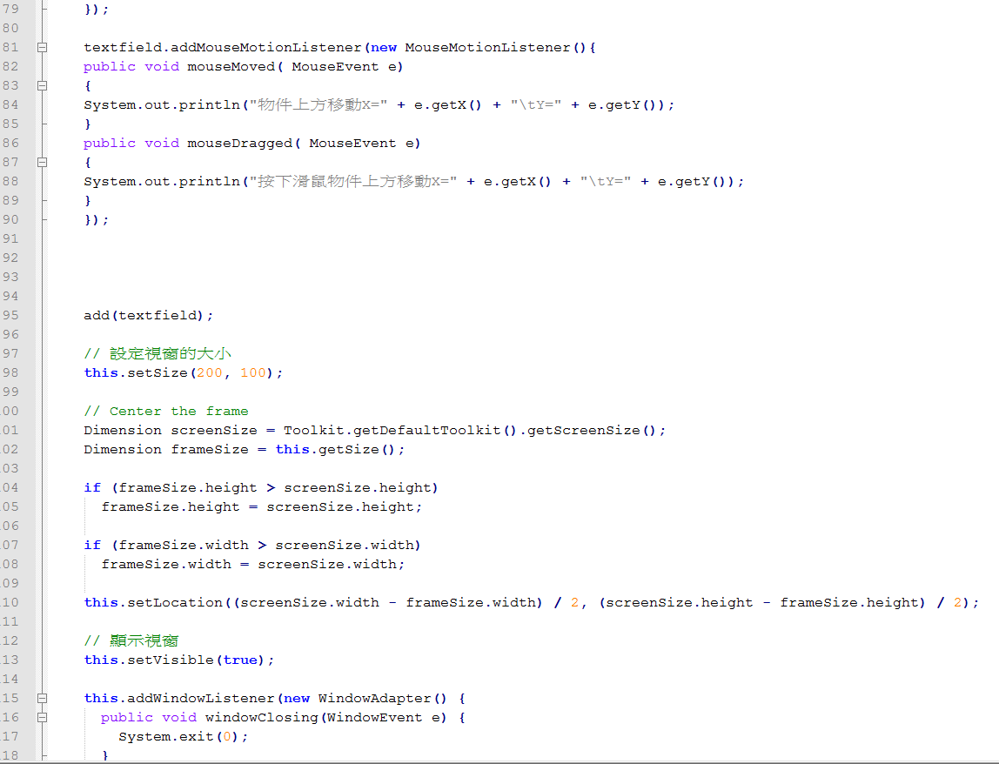 79 });
80
81 textfield.addMouseMotionListener(new MouseMotionListener(){
82 public void mouseMoved( MouseEvent e)
83 {
84 System.out.println("物件上方移動X=" + e.getX() + "\tY=" + e.getY());
85 }
86 public void mouseDragged( MouseEvent e)
87 {
88 System.out.println("按下滑鼠物件上方移動X=" + e.getX() + "\tY=" + e.getY());
89 }
90 });
91
92
93
94
95 add(textfield);
96
97 // 設定視窗的大小
98 this.setSize(200, 100);
99
00 // Center the frame
01 Dimension screenSize = Toolkit.getDefaultToolkit().getScreenSize();
02 Dimension frameSize = this.getSize();
03
04 if (frameSize.height > screenSize.height)
05 frameSize.height = screenSize.height;
06
07 if (frameSize.width > screenSize.width)
08 frameSize.width = screenSize.width;
09
10 this.setLocation((screenSize.width - frameSize.width) / 2, (screenSize.height - frameSize.height) / 2);
11
12 // 顯示視窗
13 this.setVisible(true);
14
15 this.addWindowListener(new WindowAdapter() {
16 public void windowClosing(WindowEvent e) {
17 System.exit(0);
18 }